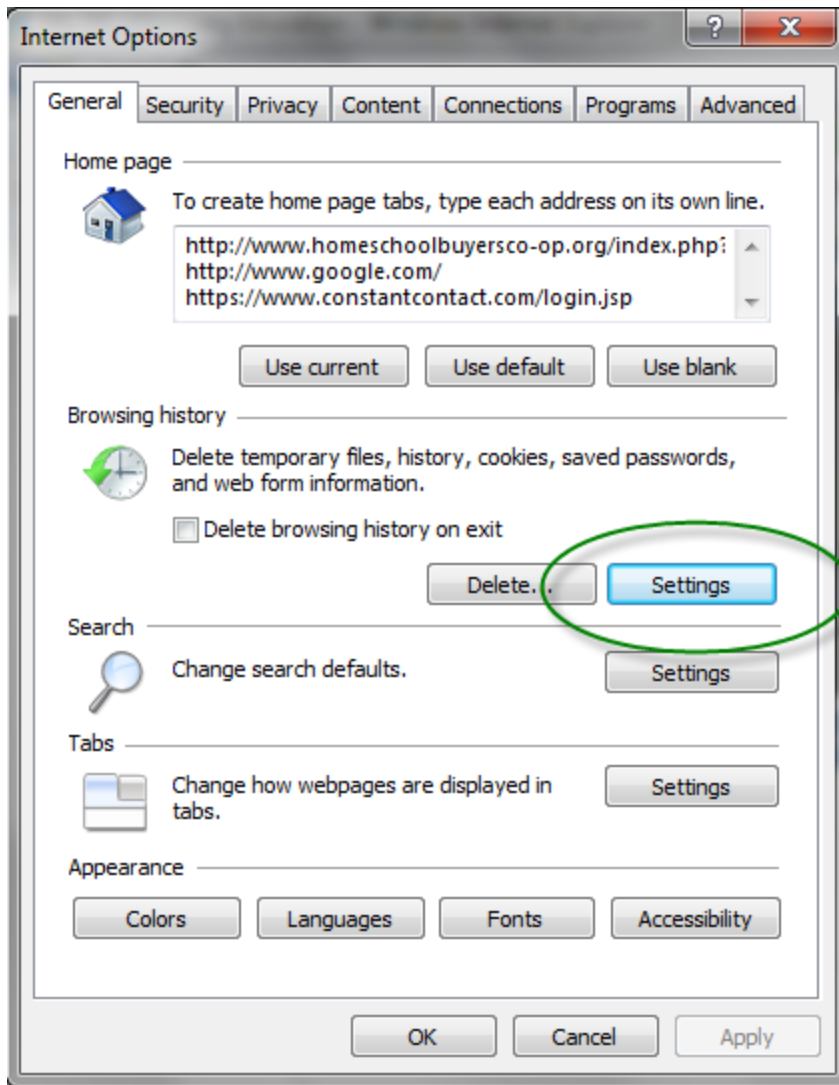 Internet Options
General Security Privacy Content Connections Programs Advanced
Home page
To create home page tabs, type each address on its own line.
http://www.homeschoolbuyersco-op.org/index.php?
http://www.google.com/
https://www.constantcontact.com/login.jsp
Use current Use default Use blank
Browsing history
Delete temporary files, history, cookies, saved passwords,
and web form information.
Delete browsing history on exit
Delete... Settings
Search
Change search defaults. Settings
Tabs
Change how webpages are displayed in
tabs.
Settings
Appearance
Colors Languages Fonts Accessibility
OK Cancel Apply